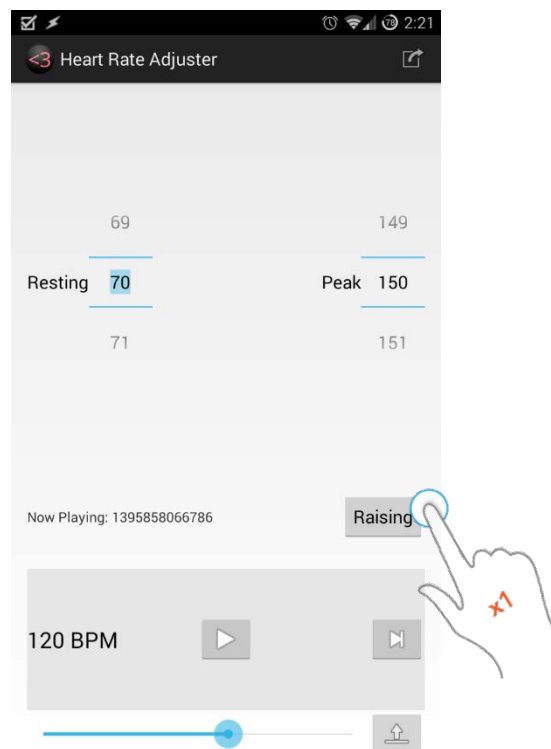 78 2:21
<3 Heart Rate Adjuster
69 149
Resting 70 Peak 150
71 151
Now Playing: 1395858066786 Raising
x1
120 BPM